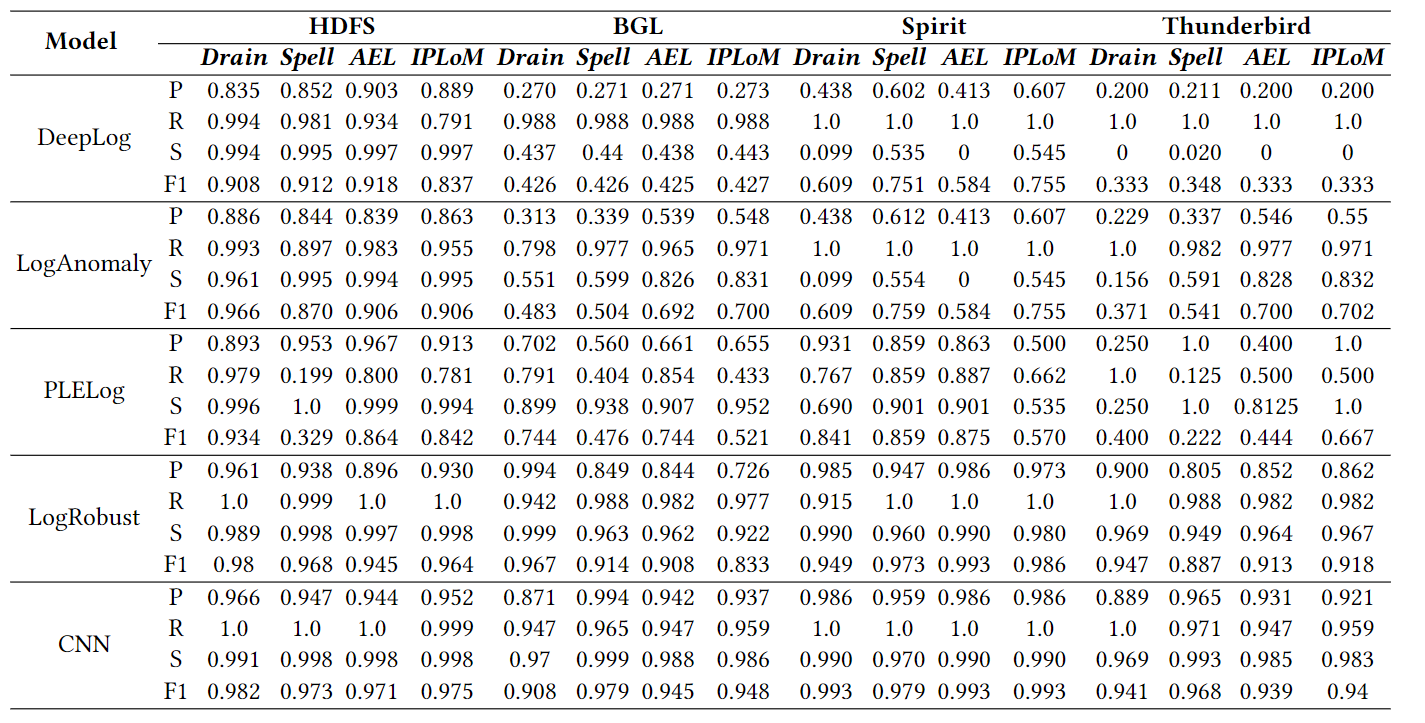 Model HDFS BGL Spirit Thunderbird
Drain Spell AEL IPLoM Drain Spell AEL IPLoM Drain Spell AEL IPLoM Drain Spell AEL IPLoM
DeepLog
P 0.835 0.852 0.903 0.889 0.270 0.271 0.271 0.273 0.438 0.602 0.413 0.607 0.200 0.211 0.200 0.200
R 0.994 0.981 0.934 0.791 0.988 0.988 0.988 0.988 1.0 1.0 1.0 1.0 1.0 1.0 1.0 1.0
S 0.994 0.995 0.997 0.997 0.437 0.44 0.438 0.443 0.099 0.535 0 0.545 0 0.020 0 0
F1 0.908 0.912 0.918 0.837 0.426 0.426 0.425 0.427 0.609 0.751 0.584 0.755 0.333 0.348 0.333 0.333
LogAnomaly
P 0.886 0.844 0.839 0.863 0.313 0.339 0.539 0.548 0.438 0.612 0.413 0.607 0.229 0.337 0.546 0.55
R 0.993 0.897 0.983 0.955 0.798 0.977 0.965 0.971 1.0 1.0 1.0 1.0 1.0 0.982 0.977 0.971
S 0.961 0.995 0.994 0.995 0.551 0.599 0.826 0.831 0.099 0.554 0 0.545 0.156 0.591 0.828 0.832
F1 0.966 0.870 0.906 0.906 0.483 0.504 0.692 0.700 0.609 0.759 0.584 0.755 0.371 0.541 0.700 0.702
PLELog
P 0.893 0.953 0.967 0.913 0.702 0.560 0.661 0.655 0.931 0.859 0.863 0.500 0.250 1.0 0.400 1.0
R 0.979 0.199 0.800 0.781 0.791 0.404 0.854 0.433 0.767 0.859 0.887 0.662 1.0 0.125 0.500 0.500
S 0.996 1.0 0.999 0.994 0.899 0.938 0.907 0.952 0.690 0.901 0.901 0.535 0.250 1.0 0.8125 1.0
F1 0.934 0.329 0.864 0.842 0.744 0.476 0.744 0.521 0.841 0.859 0.875 0.570 0.400 0.222 0.444 0.667
LogRobust
P 0.961 0.938 0.896 0.930 0.994 0.849 0.844 0.726 0.985 0.947 0.986 0.973 0.900 0.805 0.852 0.862
R 1.0 0.999 1.0 1.0 0.942 0.988 0.982 0.977 0.915 1.0 1.0 1.0 1.0 0.988 0.982 0.982
S 0.989 0.998 0.997 0.998 0.999 0.963 0.962 0.922 0.990 0.960 0.990 0.980 0.969 0.949 0.964 0.967
F1 0.98 0.968 0.945 0.964 0.967 0.914 0.908 0.833 0.949 0.973 0.993 0.986 0.947 0.887 0.913 0.918
CNN
P 0.966 0.947 0.944 0.952 0.871 0.994 0.942 0.937 0.986 0.959 0.986 0.986 0.889 0.965 0.931 0.921
R 1.0 1.0 1.0 0.999 0.947 0.965 0.947 0.959 1.0 1.0 1.0 1.0 1.0 0.971 0.947 0.959
S 0.991 0.998 0.998 0.998 0.97 0.999 0.988 0.986 0.990 0.970 0.990 0.990 0.969 0.993 0.985 0.983
F1 0.982 0.973 0.971 0.975 0.908 0.979 0.945 0.948 0.993 0.979 0.993 0.993 0.941 0.968 0.939 0.94